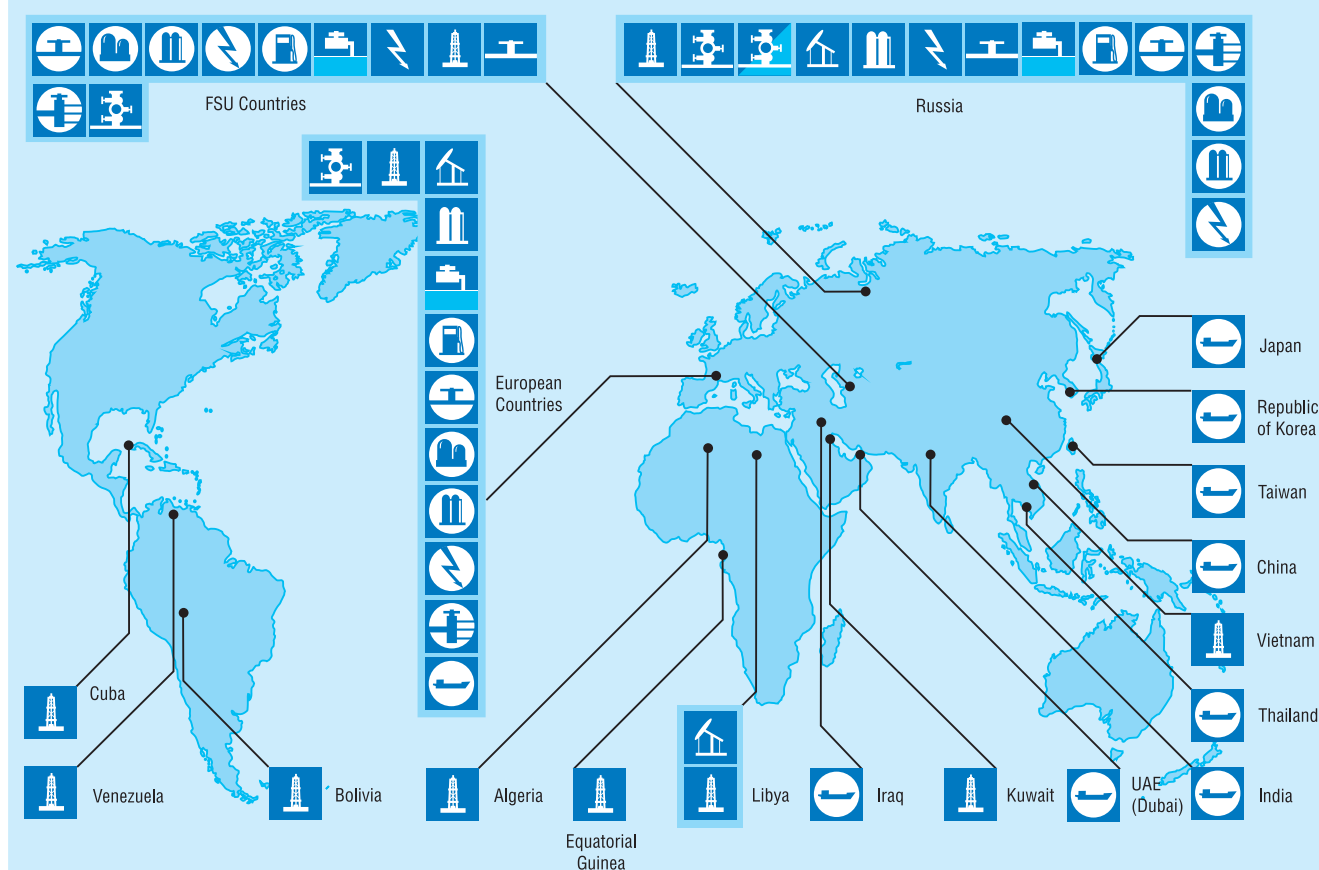 FSU Countries
Russia
European
Countries
Japan
Republic
of Korea
Taiwan
China
Vietnam
Thailand
Cuba
Venezuela
Bolivia
Algeria
Equatorial
Guinea
Libya
Iraq
Kuwait
UAE
(Dubai)
India